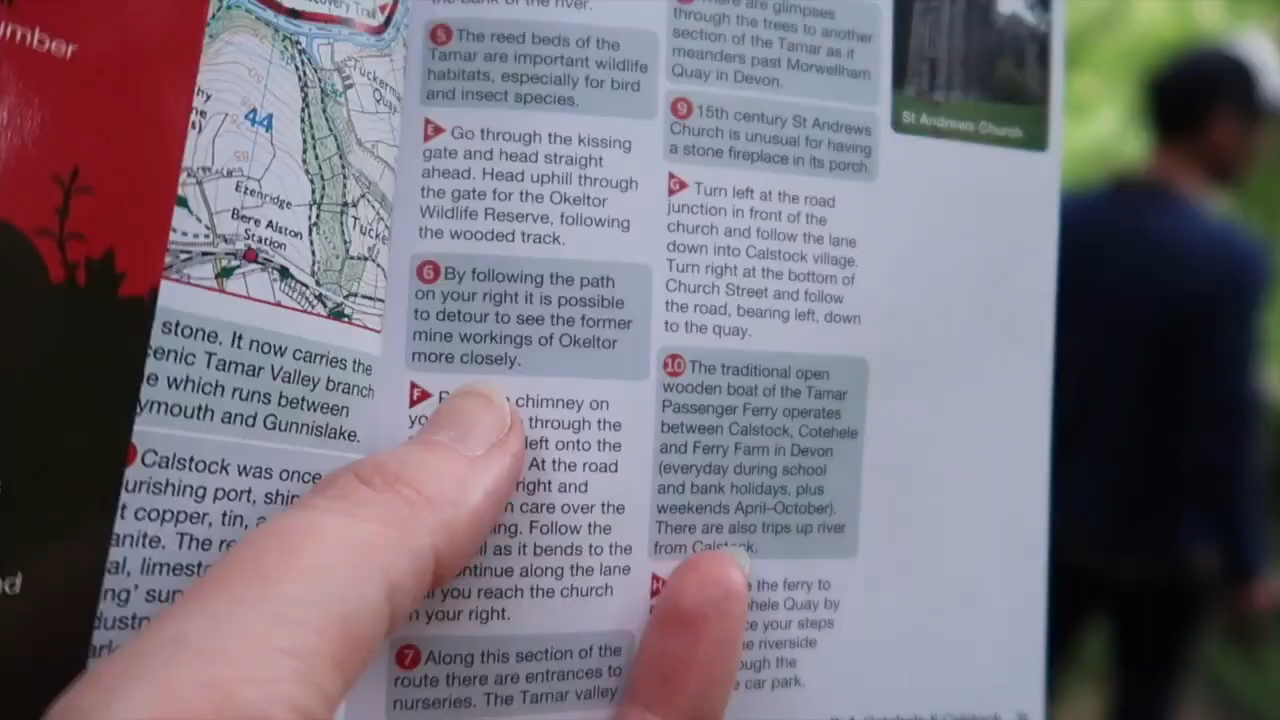 umber
covery Trail
hy
44
Tuckerm
Quay
Ezenridge
Bere Alston
Station
Tucke
stone. It now carries the
enic Tamar Valley branch
e which runs between
ymouth and Gunnislake.
Calstock was once
urishing port, ship
t copper, tin, a
anite. The re
al, limest
ng' sur
dustr
the bank of the river.
5 The reed beds of the
Tamar are important wildlife
habitats, especially for bird
and insect species.
E Go through the kissing
gate and head straight
ahead. Head uphill through
the gate for the Okeltor
Wildlife Reserve, following
the wooded track.
6 By following the path
on your right it is possible
to detour to see the former
mine workings of Okeltor
more closely.
F chimney on
yo through the
left onto the
At the road
right and
n care over the
ng. Follow the
l as it bends to the
ontinue along the lane
you reach the church
n your right.
7 Along this section of the
route there are entrances to
nurseries. The Tamar valley
There are glimpses
through the trees to another
section of the Tamar as it
meanders past Morwellham
Quay in Devon.
9 15th century St Andrews
Church is unusual for having
a stone fireplace in its porch.
G Turn left at the road
junction in front of the
church and follow the lane
down into Calstock village.
Turn right at the bottom of
Church Street and follow
the road, bearing left, down
to the quay.
10 The traditional open
wooden boat of the Tamar
Passenger Ferry operates
between Calstock, Cotehele
and Ferry Farm in Devon
(everyday during school
and bank holidays, plus
weekends April–October).
There are also trips up river
from Calstock.
H the ferry to
hele Quay by
ce your steps
e riverside
ough the
car park.
St Andrews Church